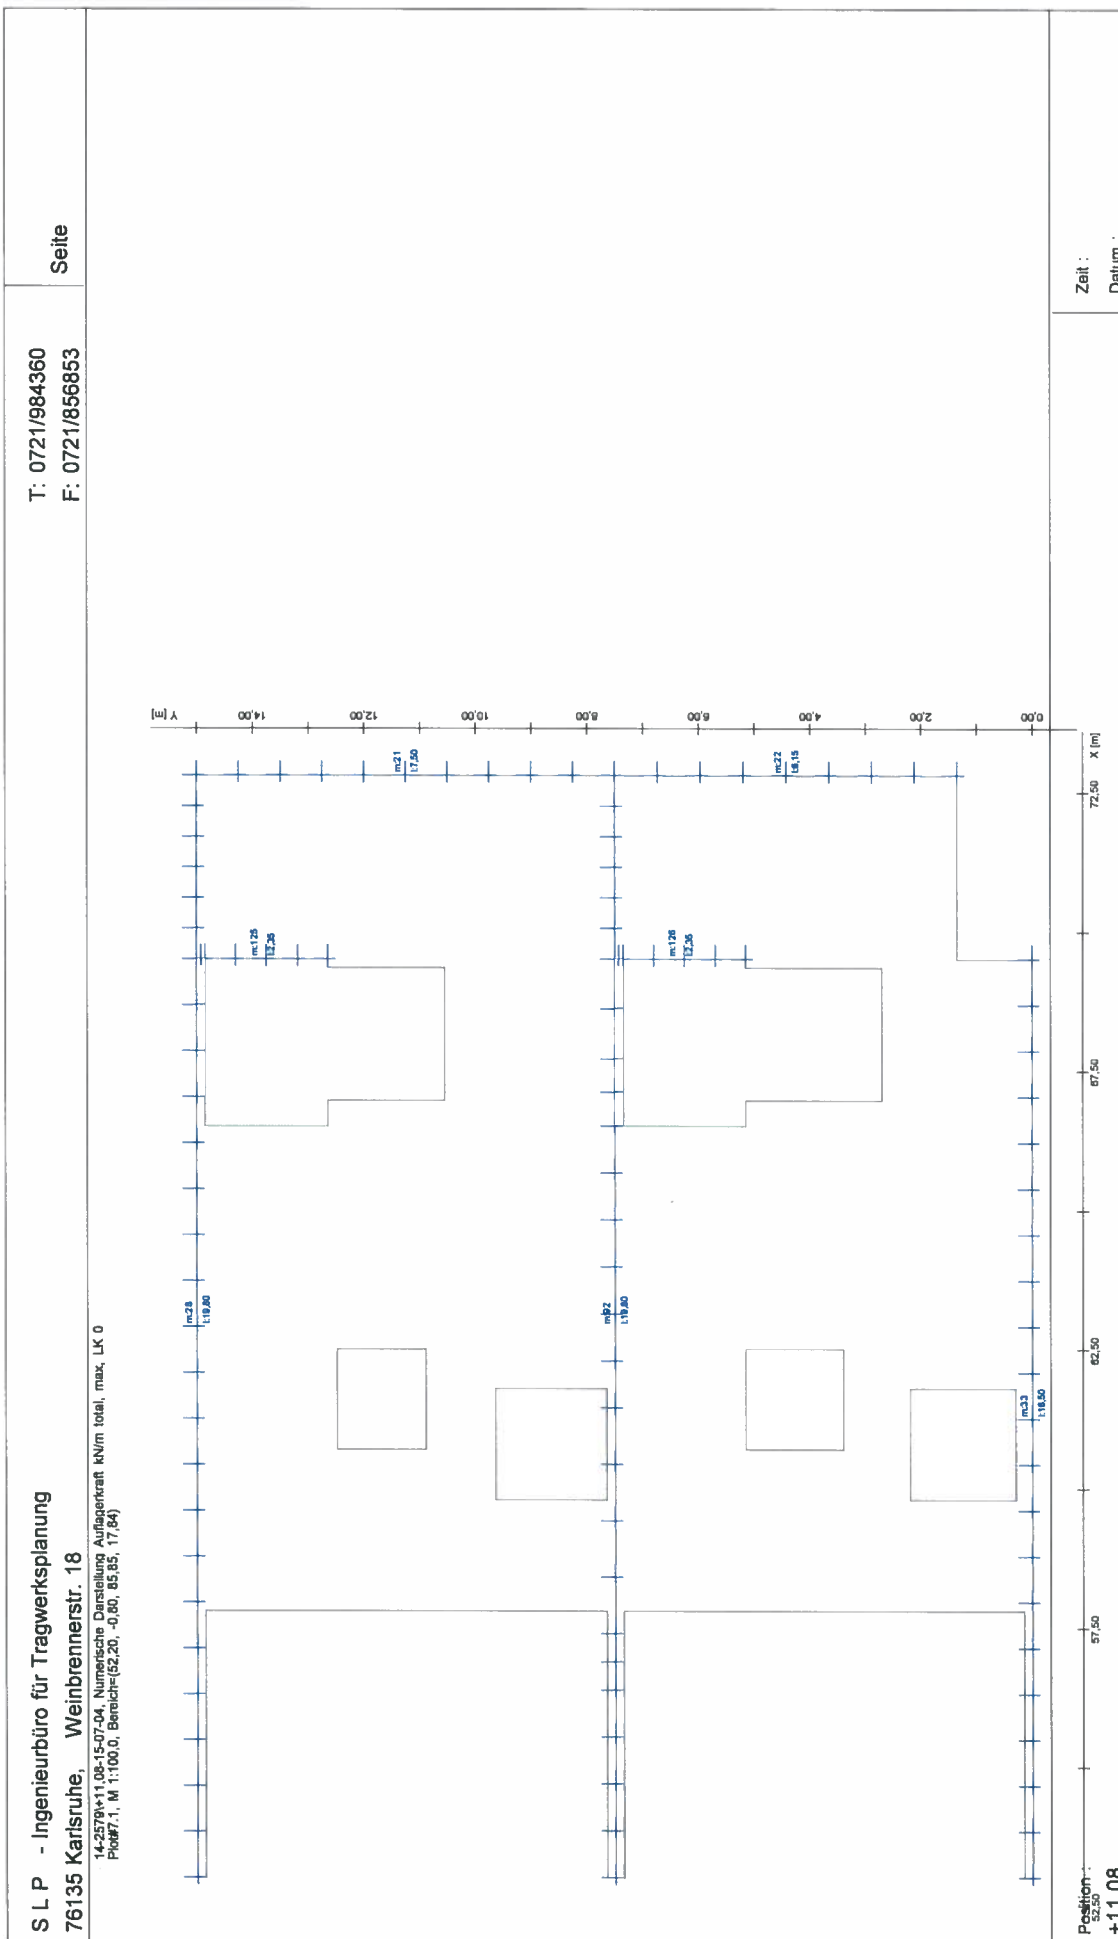 S L P - Ingenieurbüro für Tragwerksplanung
T: 0721/984360
76135 Karlsruhe, Weinbrennerstr. 18
F: 0721/856853
Seite
14-2579\+11,08-15-07-04, Numerische Darstellung Auflagerkraft kN/m total, max, LK 0
Plot#7.1, M 1:100,0, Bereich=(52,20, -0,80, 85,85, 17,84)
Y [m]
m:28
l:19,80
14,00
m:125
l:2,35
12,00
m:21
l:7,50
10,00
8,00
m:92
l:19,80
6,00
m:126
l:2,35
4,00
m:22
l:6,15
2,00
m:33
l:16,50
0,00
52,50
57,50
62,50
67,50
72,50
X [m]
Position :
+11,08
Zeit :
Datum :